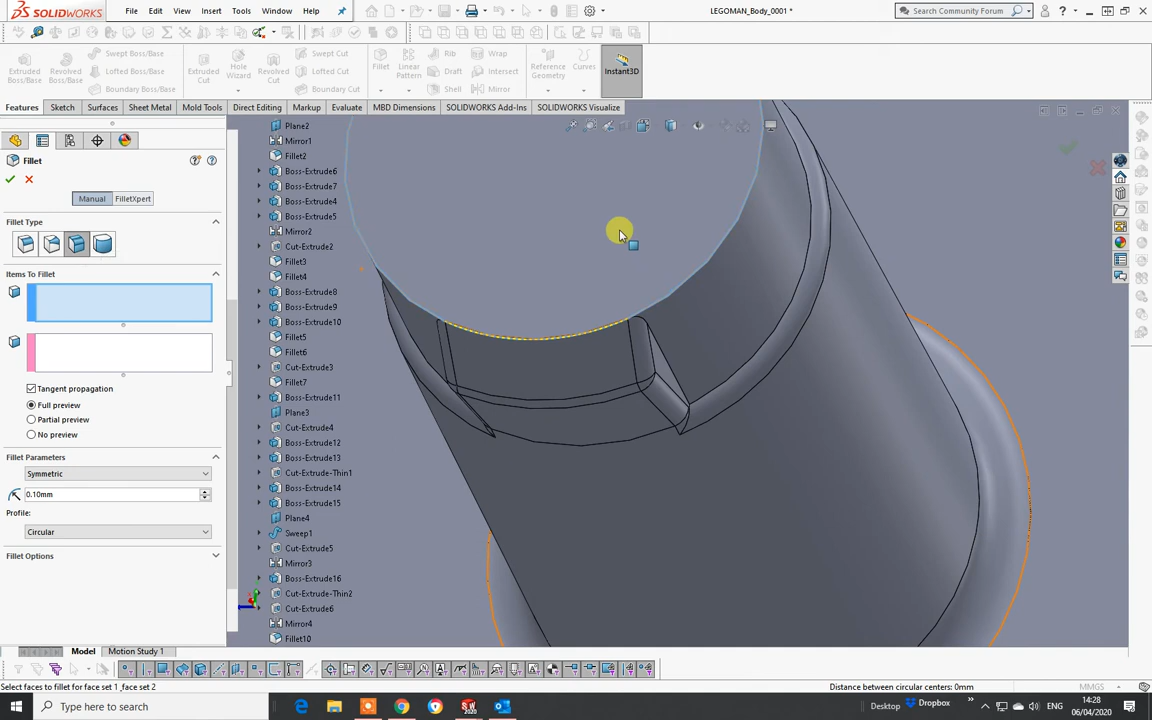 SOLIDWORKS
File Edit View Insert Tools Window Help
LEGOMAN_Body_0001 *
Search Community Forum
Extruded Boss/Base
Revolved Boss/Base
Swept Boss/Base
Lofted Boss/Base
Boundary Boss/Base
Extruded Cut
Hole Wizard
Revolved Cut
Swept Cut
Lofted Cut
Boundary Cut
Fillet
Linear Pattern
Rib
Draft
Shell
Wrap
Intersect
Mirror
Reference Geometry
Curves
Instant3D
Features Sketch Surfaces Sheet Metal Mold Tools Direct Editing Markup Evaluate MBD Dimensions SOLIDWORKS Add-Ins SOLIDWORKS Visualize
Fillet
Manual FilletXpert
Fillet Type
Items To Fillet
Tangent propagation
Full preview
Partial preview
No preview
Fillet Parameters
Symmetric
0.10mm
Profile:
Circular
Fillet Options
Plane2
Mirror1
Fillet2
Boss-Extrude6
Boss-Extrude7
Boss-Extrude4
Boss-Extrude5
Mirror2
Cut-Extrude2
Fillet3
Fillet4
Boss-Extrude8
Boss-Extrude9
Boss-Extrude10
Fillet5
Fillet6
Cut-Extrude3
Fillet7
Boss-Extrude11
Plane3
Cut-Extrude4
Boss-Extrude12
Boss-Extrude13
Cut-Extrude-Thin1
Boss-Extrude14
Boss-Extrude15
Plane4
Sweep1
Cut-Extrude5
Mirror3
Boss-Extrude16
Cut-Extrude-Thin2
Cut-Extrude6
Mirror4
Fillet10
Model Motion Study 1
Select faces to fillet for face set 1 ,face set 2
Distance between circular centers: 0mm
MMGS
Type here to search
Desktop
Dropbox
ENG
14:28
06/04/2020